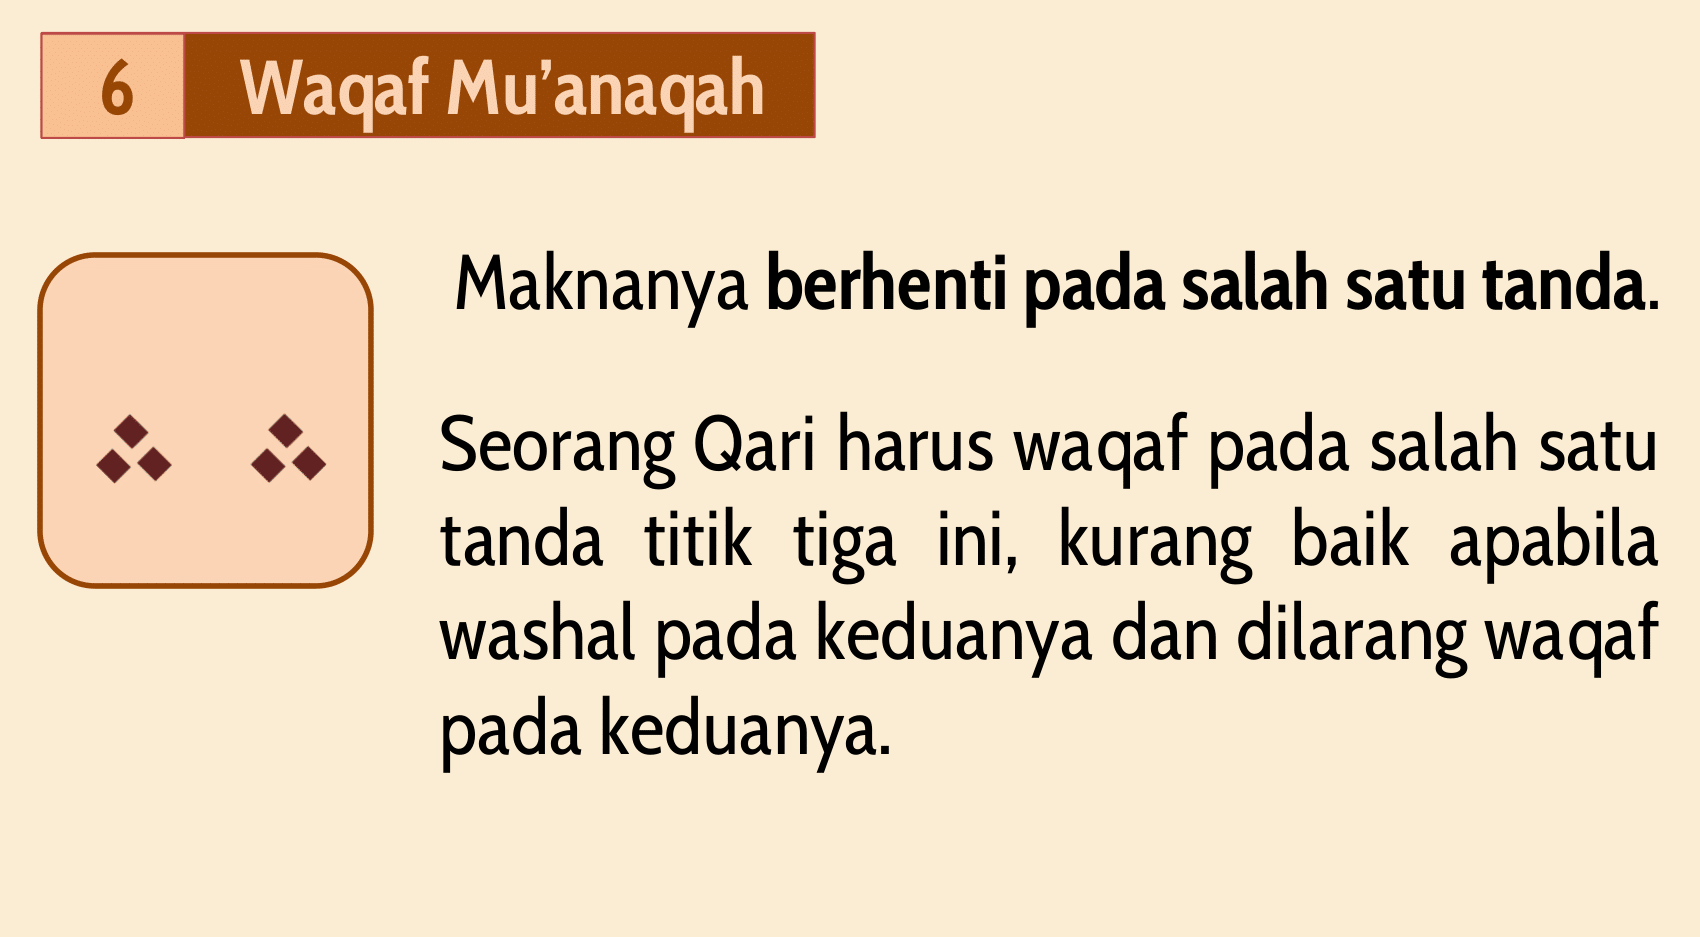 6 Waqaf Mu’anaqah
Maknanya berhenti pada salah satu tanda.
Seorang Qari harus waqaf pada salah satu
tanda titik tiga ini, kurang baik apabila
washal pada keduanya dan dilarang waqaf
pada keduanya.